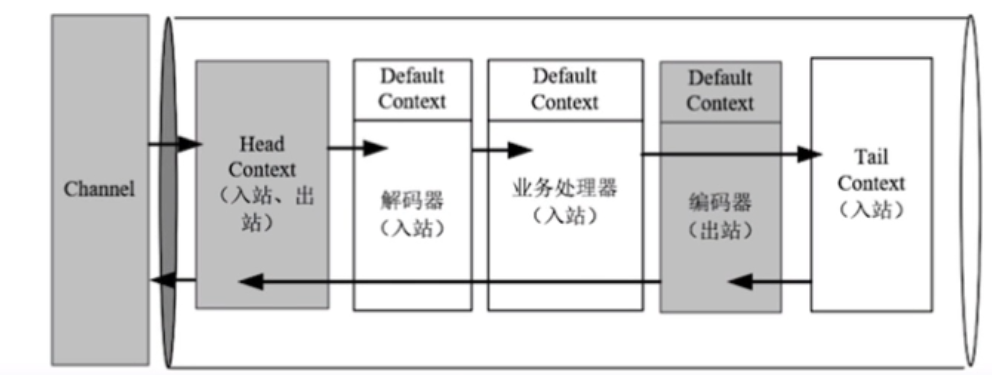 Channel
Head
Context
（入站、出
站）
Default
Context
解码器
（入站）
Default
Context
业务处理器
（入站）
Default
Context
编码器
（出站）
Tail
Context
（入站）